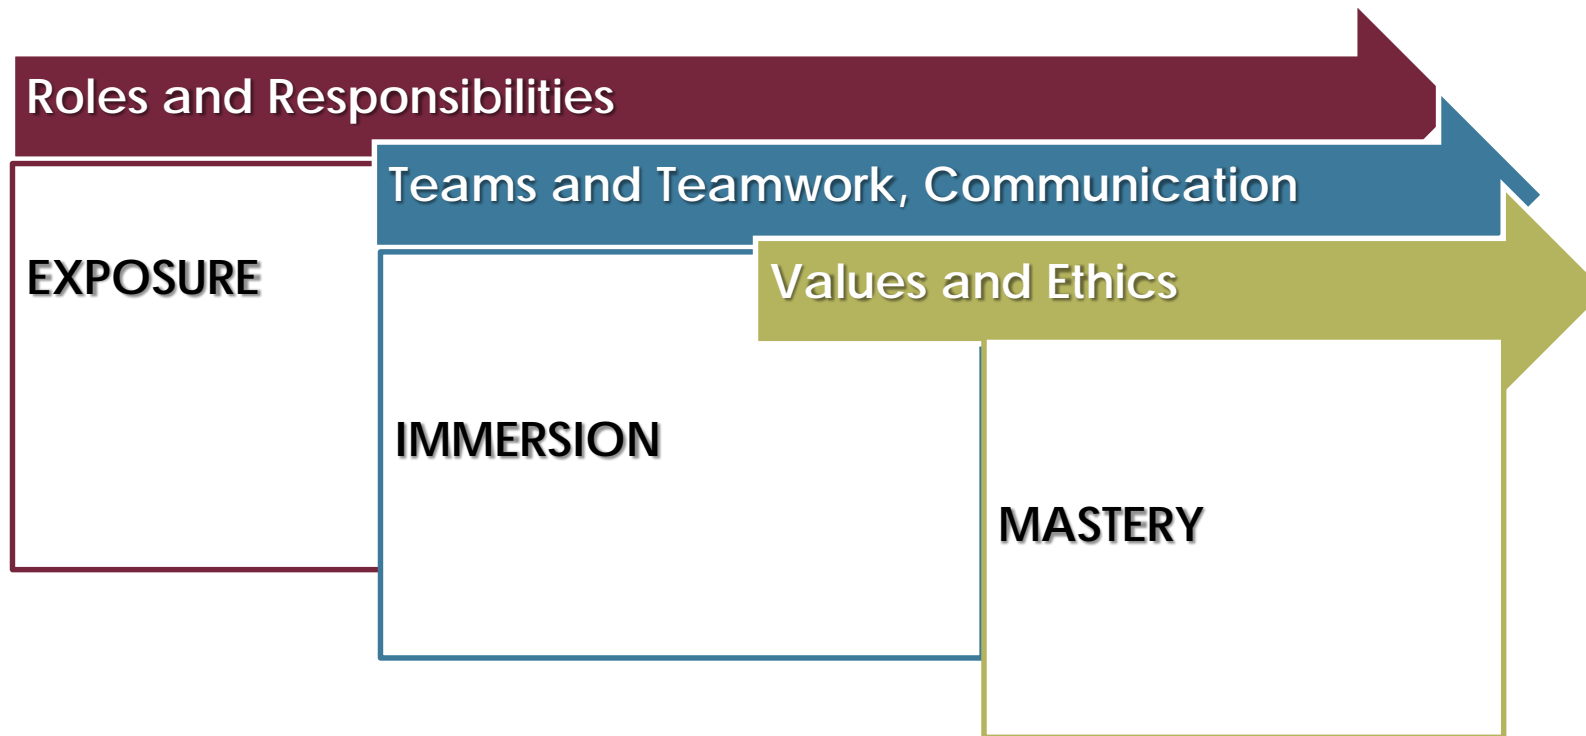 Roles and Responsibilities
Teams and Teamwork, Communication
EXPOSURE
Values and Ethics
IMMERSION
MASTERY